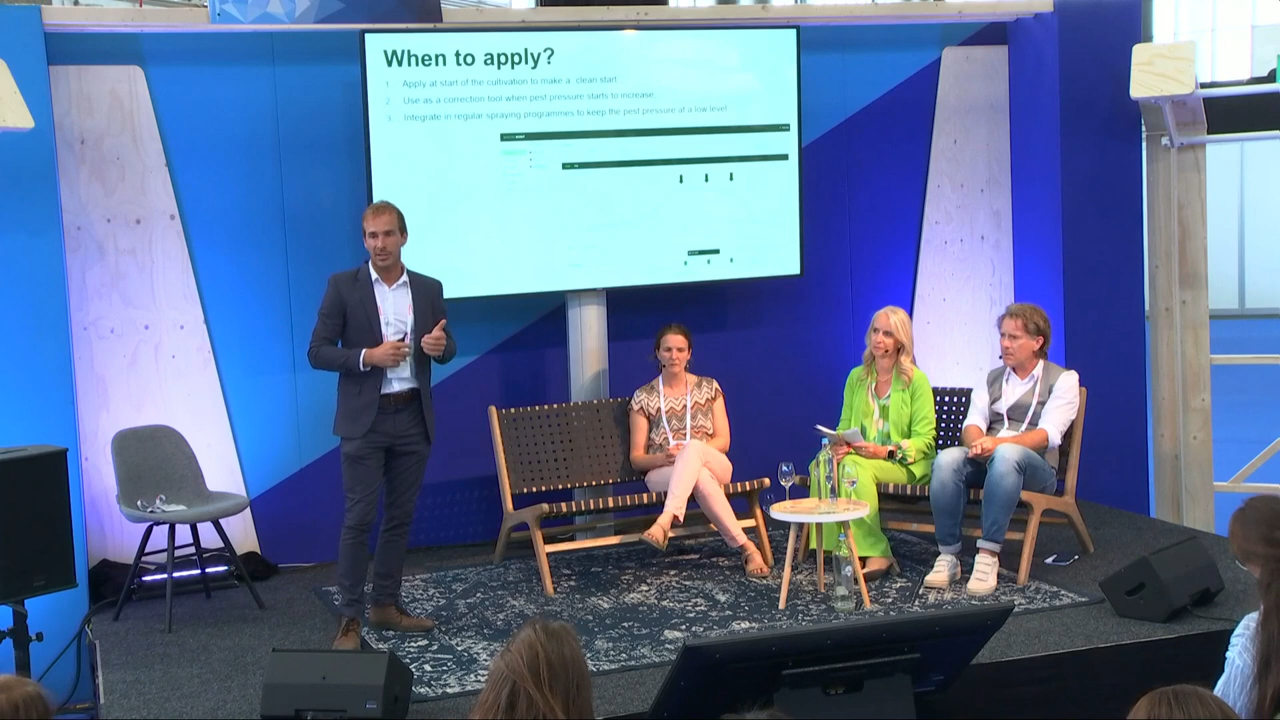 When to apply?
1. Apply at start of the cultivation to make a clean start
2. Use as a correction tool when pest pressure starts to increase.
3. Integrate in regular spraying programmes to keep the pest pressure at a low level